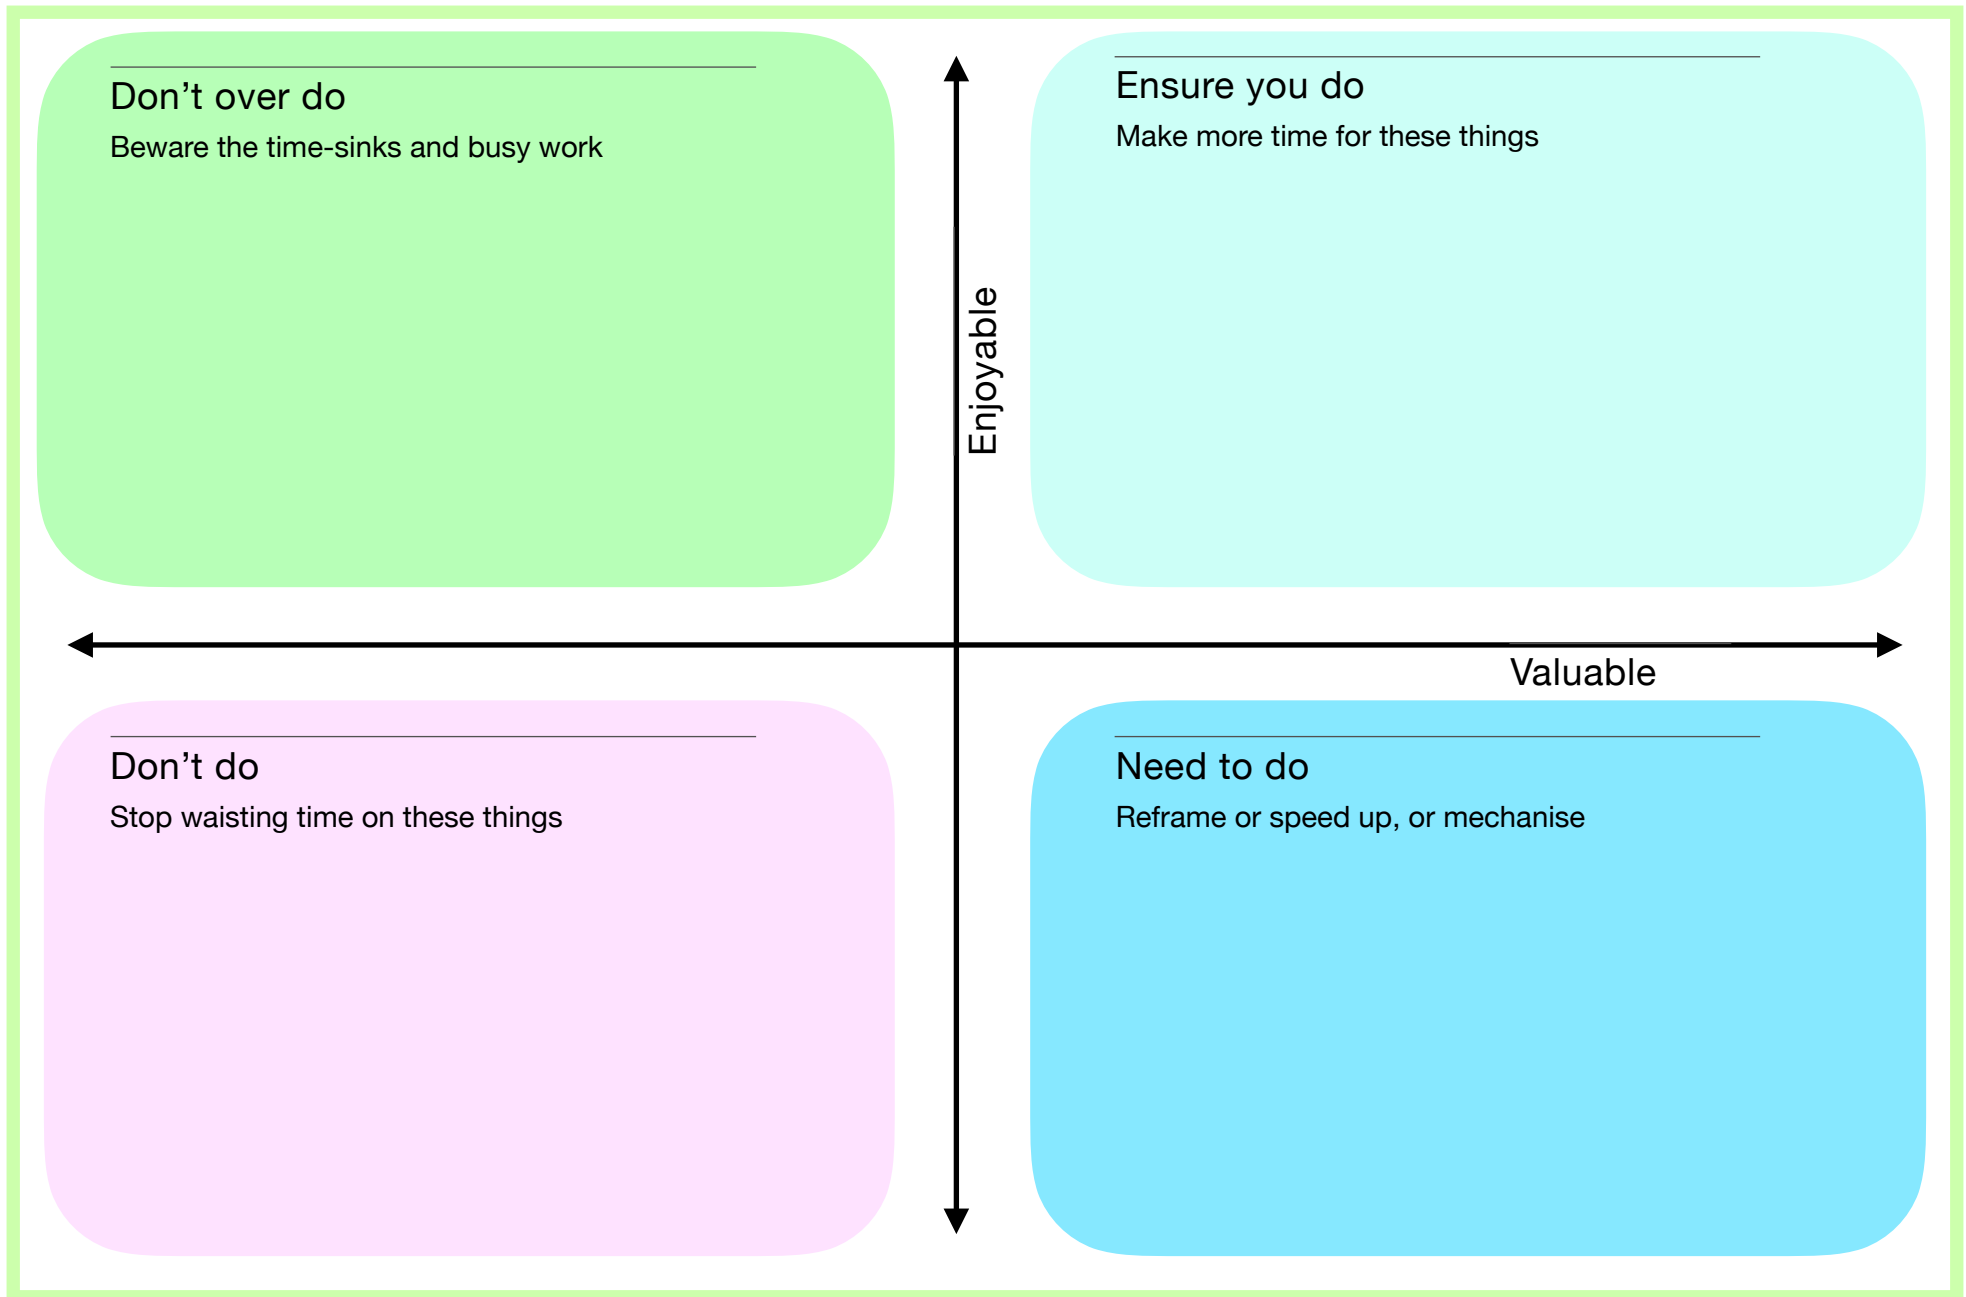 Don’t over do
Beware the time-sinks and busy work
Ensure you do
Make more time for these things
Enjoyable
Valuable
Don’t do
Stop waisting time on these things
Need to do
Reframe or speed up, or mechanise